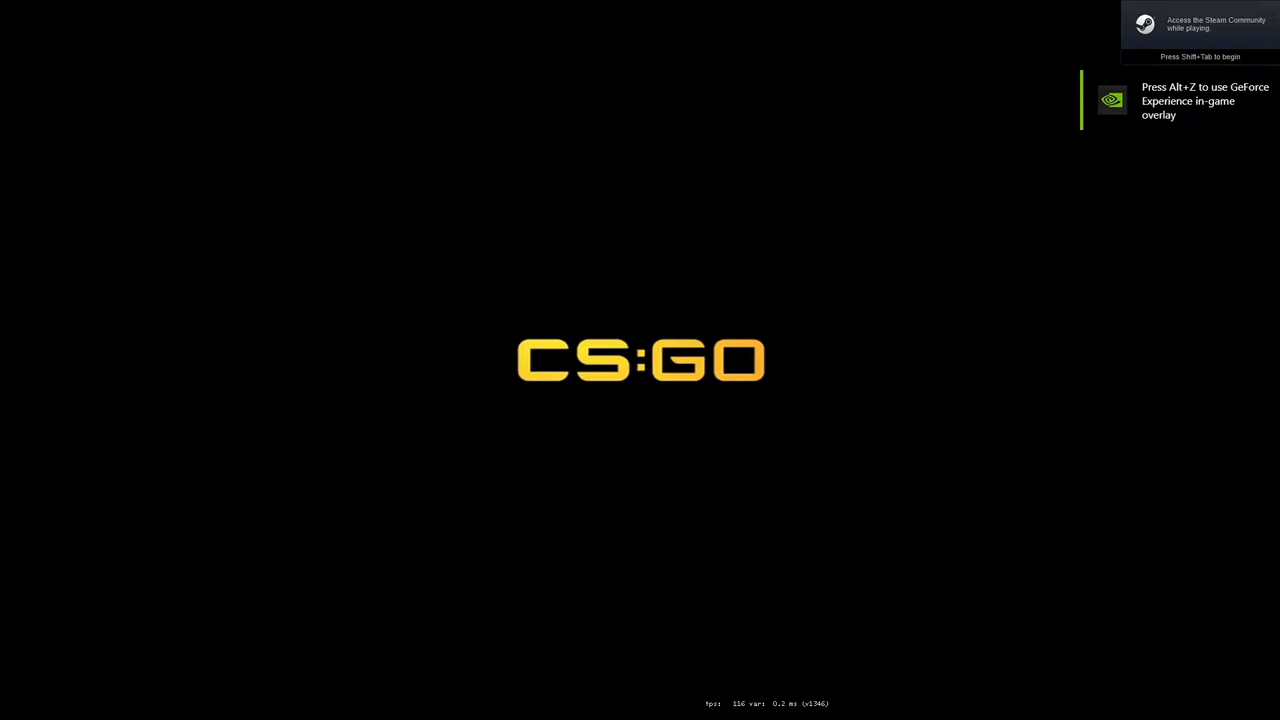 Access the Steam Community
while playing.
Press Shift+Tab to begin
Press Alt+Z to use GeForce
Experience in-game
overlay
CS:GO
fps: 116 var: 0.2 ms (v1346)